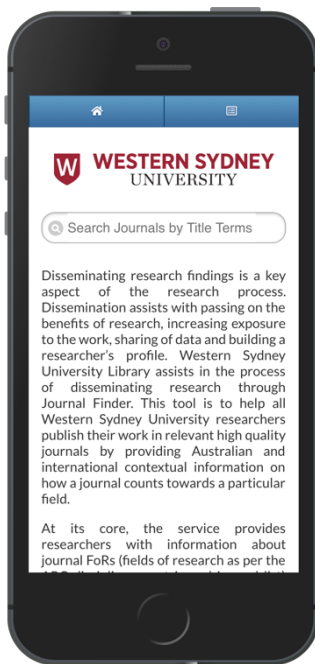 W WESTERN SYDNEY
UNIVERSITY
Search Journals by Title Terms
Disseminating research findings is a key
aspect of the research process.
Dissemination assists with passing on the
benefits of research, increasing exposure
to the work, sharing of data and building a
researcher's profile. Western Sydney
University Library assists in the process
of disseminating research through
Journal Finder. This tool is to help all
Western Sydney University researchers
publish their work in relevant high quality
journals by providing Australian and
international contextual information on
how a journal counts towards a particular
field.
At its core, the service provides
researchers with information about
journal FoRs (fields of research as per the